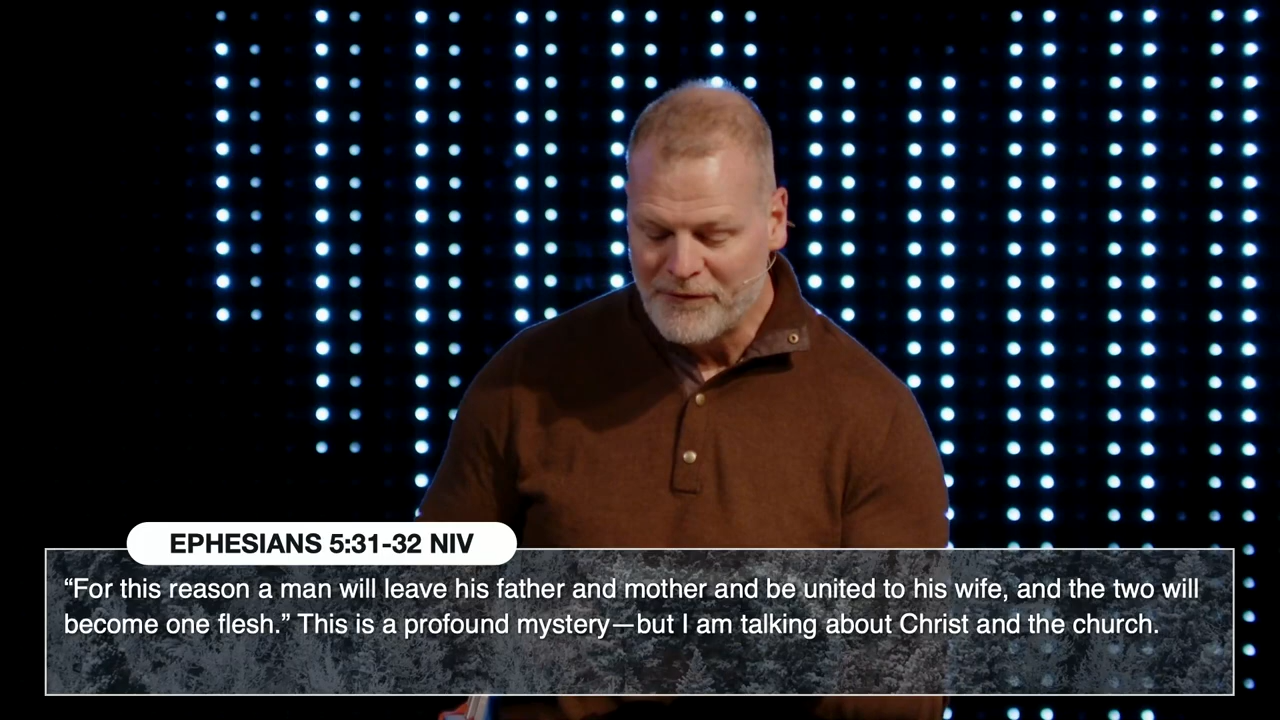 EPHESIANS 5:31-32 NIV
“For this reason a man will leave his father and mother and be united to his wife, and the two will
become one flesh.” This is a profound mystery—but I am talking about Christ and the church.